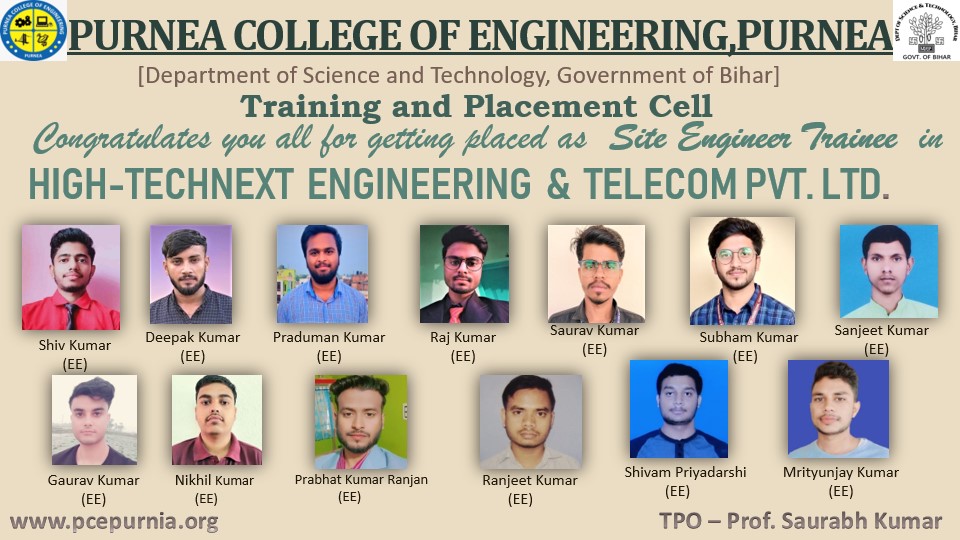 PURNEA COLLEGE OF ENGINEERING,PURNEA
[Department of Science and Technology, Government of Bihar]
Training and Placement Cell
Congratulates you all for getting placed as Site Engineer Trainee in
HIGH-TECHNEXT ENGINEERING & TELECOM PVT. LTD.
Shiv Kumar
(EE)
Deepak Kumar
(EE)
Praduman Kumar
(EE)
Raj Kumar
(EE)
Saurav Kumar
(EE)
Subham Kumar
(EE)
Sanjeet Kumar
(EE)
Gaurav Kumar
(EE)
Nikhil Kumar
(EE)
Prabhat Kumar Ranjan
(EE)
Ranjeet Kumar
(EE)
Shivam Priyadarshi
(EE)
Mrityunjay Kumar
(EE)
www.pcepurnia.org
TPO – Prof. Saurabh Kumar
PURNEA COLLEGE OF ENGINEERING
PURNEA
GOVT. OF BIHAR